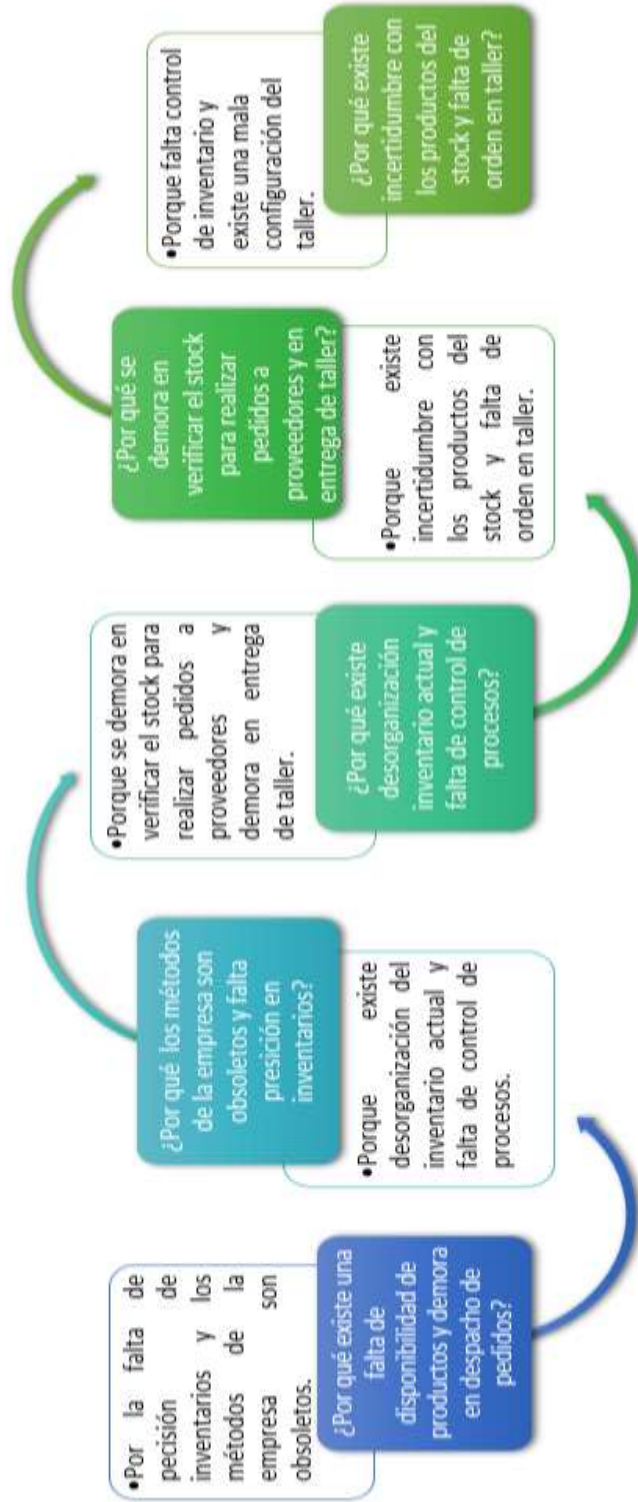 •Por la falta de
pecisión de
inventarios y los
métodos de la
empresa son
obsoletos.
¿Por qué existe una
falta de
disponibilidad de
productos y demora
en despacho de
pedidos?
¿Por qué los métodos
de la empresa son
obsoletos y falta
presición en
inventarios?
•Porque existe
desorganización del
inventario actual y
falta de control de
procesos.
•Porque se demora en
verificar el stock para
realizar pedidos a
proveedores y
demora en entrega
de taller.
¿Por qué existe
desorganización
inventario actual y
falta de control de
procesos?
¿Por qué se
demora en
verificar el stock
para realizar
pedidos a
proveedores y en
entrega de taller?
•Porque existe
incertidumbre con
los productos del
stock y falta de
orden en taller.
•Porque falta control
de inventario y
existe una mala
configuración del
taller.
¿Por qué existe
incertidumbre con
los productos del
stock y falta de
orden en taller?